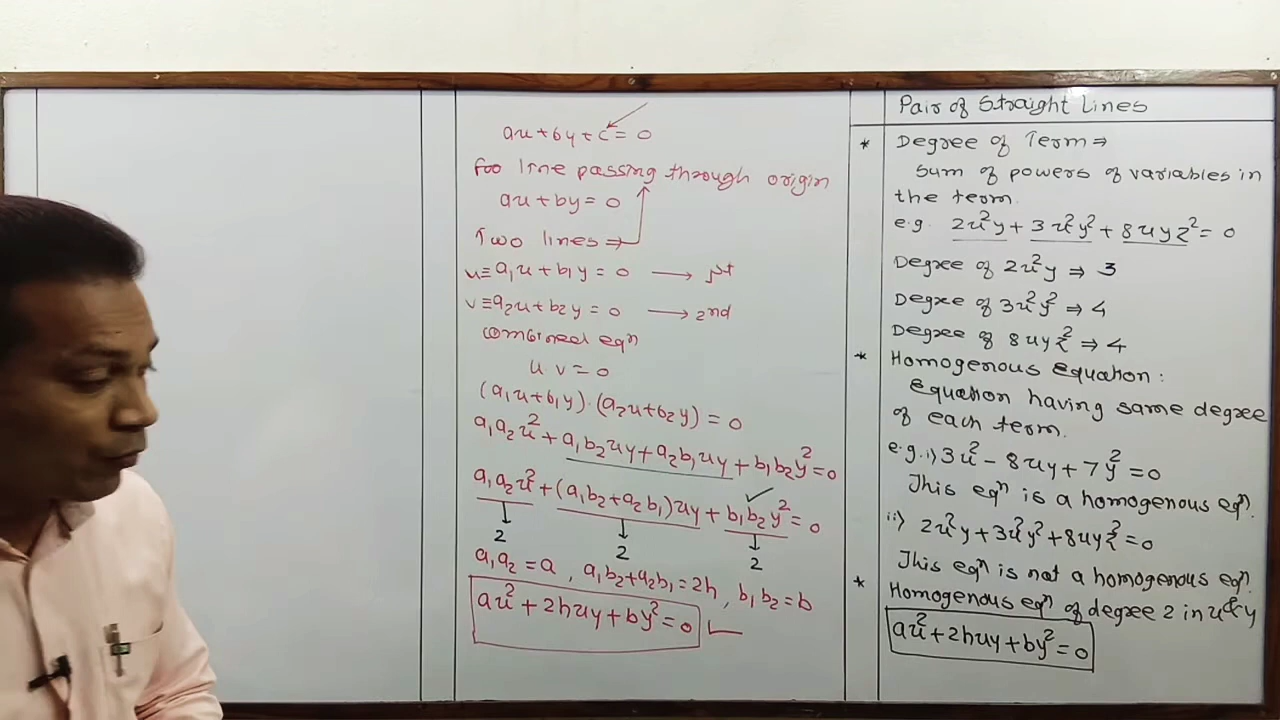 ax+by+c=0
for line passing through origin
ax+by=0
Two lines ⇒
u≡a₁x+b₁y=0 → 1st
v≡a₂x+b₂y=0 → 2nd
combined eqⁿ
u v=0
(a₁x+b₁y)·(a₂x+b₂y)=0
a₁a₂x²+a₁b₂xy+a₂b₁xy+b₁b₂y²=0
a₁a₂x²+(a₁b₂+a₂b₁)xy+b₁b₂y²=0
2 2 2
a₁a₂=a, a₁b₂+a₂b₁=2h, b₁b₂=b
ax²+2hxy+by²=0
Pair of Straight Lines
* Degree of Term ⇒
Sum of powers of variables in
the term.
e.g. 2x²y+3x²y²+8xyz²=0
Degree of 2x²y ⇒ 3
Degree of 3x²y² ⇒ 4
Degree of 8xyz² ⇒ 4
* Homogenous Equation:
Equation having same degree
of each term.
e.g. i) 3x²-8xy+7y²=0
This eqⁿ is a homogenous eqⁿ.
ii) 2x²y+3x²y²+8xyz²=0
This eqⁿ is not a homogenous eqⁿ.
* Homogenous eqⁿ of degree 2 in x & y
ax²+2hxy+by²=0